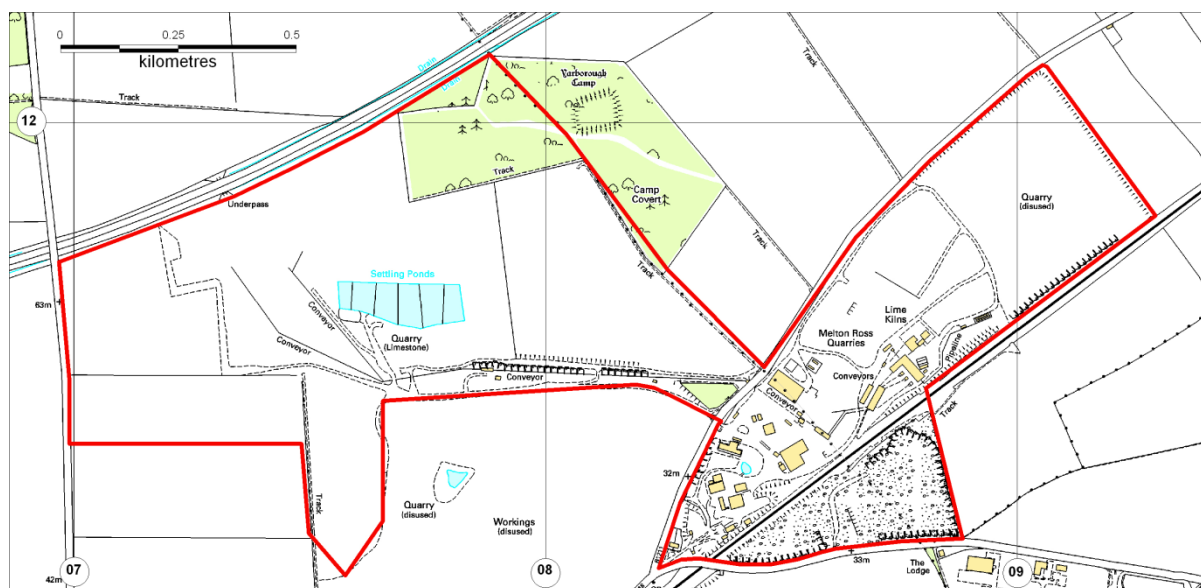 0
0.25
0.5
kilometres
Drain
Drain
Yarborough
Camp
Track
12
Track
Underpass
Camp
Covert
Quarry
(disused)
Track
Track
63m
Settling Ponds
Conveyor
Conveyor
Quarry
(Limestone)
Conveyor
Melton Ross
Quarries
Lime
Kilns
Pipeline
Conveyors
Conveyor
Track
32m
Track
Quarry
(disused)
Workings
(disused)
33m
The
Lodge
42m
07
08
09